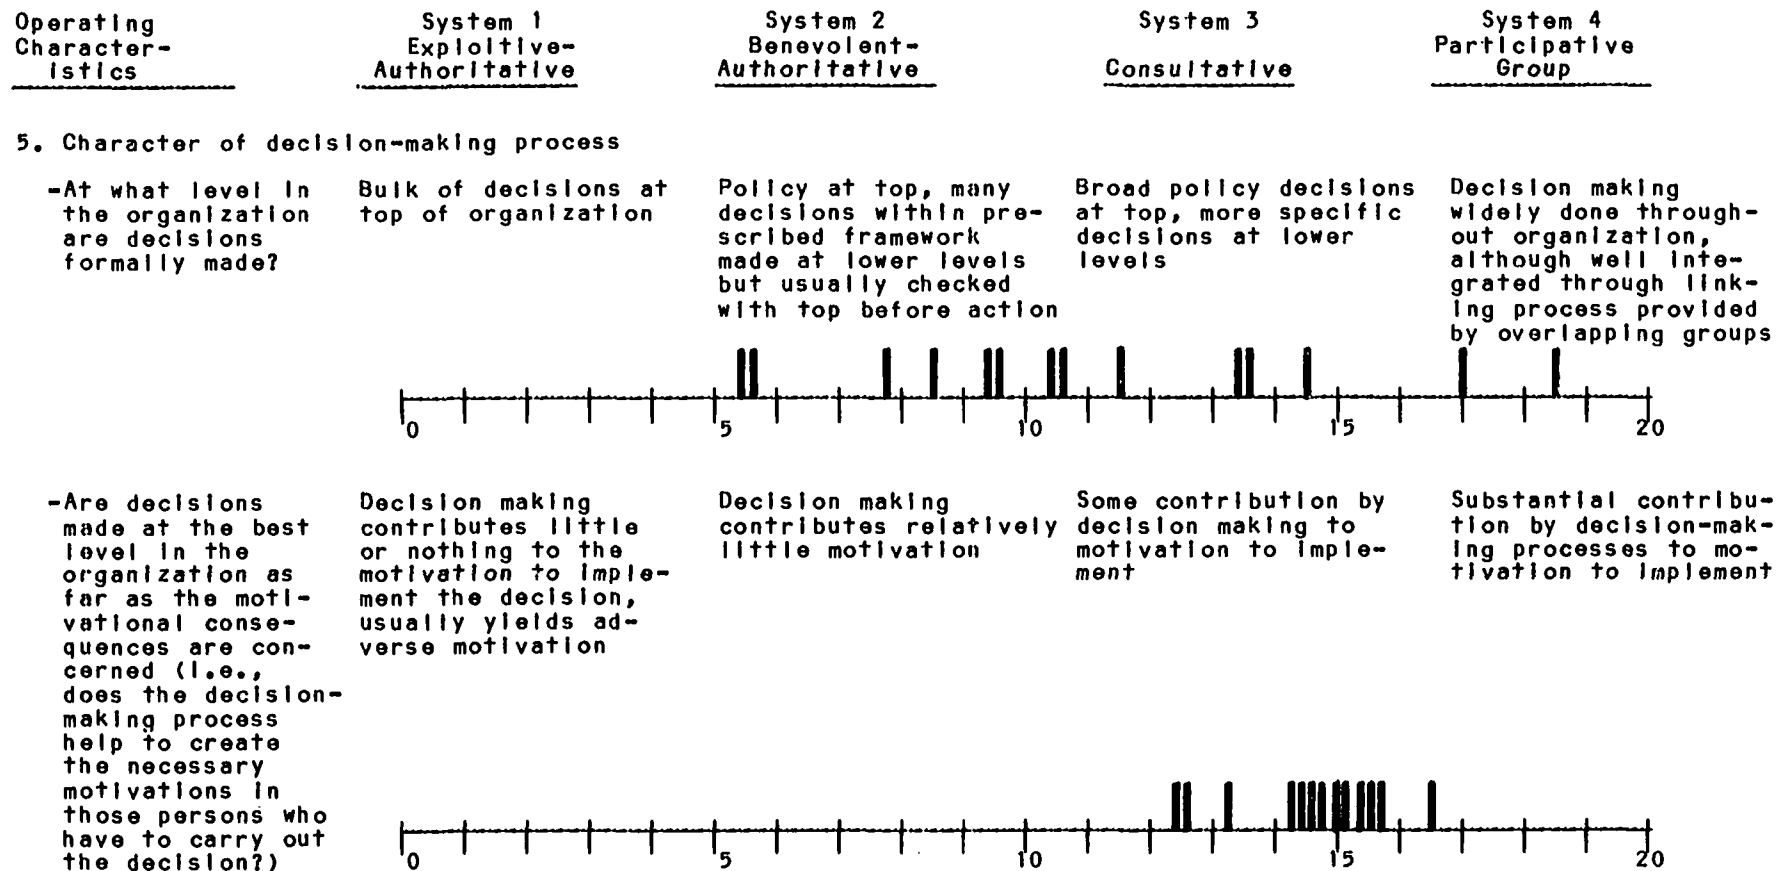 Operating Character- istics
System 1 Exploitive- Authoritative
System 2 Benevolent- Authoritative
System 3 Consultative
System 4 Participative Group
5. Character of decision-making process
-At what level in
the organization
are decisions
formally made?
Bulk of decisions at
top of organization
Policy at top, many
decisions within pre-
scribed framework
made at lower levels
but usually checked
with top before action
Broad policy decisions
at top, more specific
decisions at lower
levels
Decision making
widely done through-
out organization,
although well inte-
grated through link-
ing process provided
by overlapping groups
0 5 10 15 20
-Are decisions
made at the best
level in the
organization as
far as the moti-
vational conse-
quences are con-
cerned (i.e.,
does the decision-
making process
help to create
the necessary
motivations in
those persons who
have to carry out
the decision?)
Decision making
contributes little
or nothing to the
motivation to imple-
ment the decision,
usually yields ad-
verse motivation
Decision making
contributes relatively
little motivation
Some contribution by
decision making to
motivation to imple-
ment
Substantial contribu-
tion by decision-mak-
ing processes to mo-
tivation to implement
0 5 10 15 20